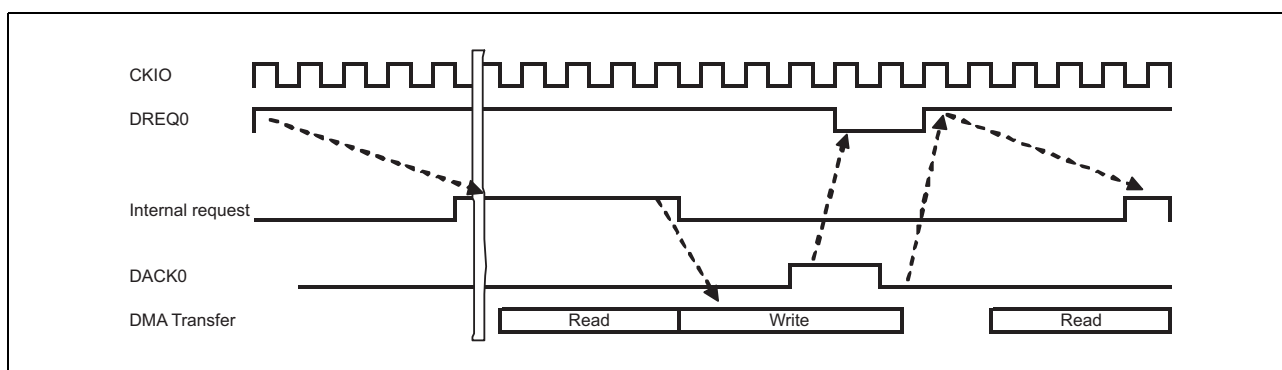 CKIO
DREQ0
Internal request
DACK0
DMA Transfer Read Write Read